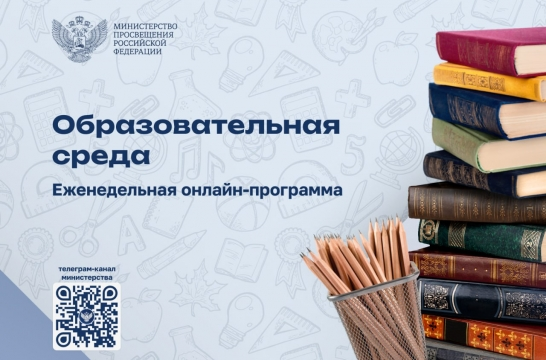 МИНИСТЕРСТВО
ПРОСВЕЩЕНИЯ
РОССИЙСКОЙ
ФЕДЕРАЦИИ
Образовательная
среда
Еженедельная онлайн-программа
телеграм-канал
министерства